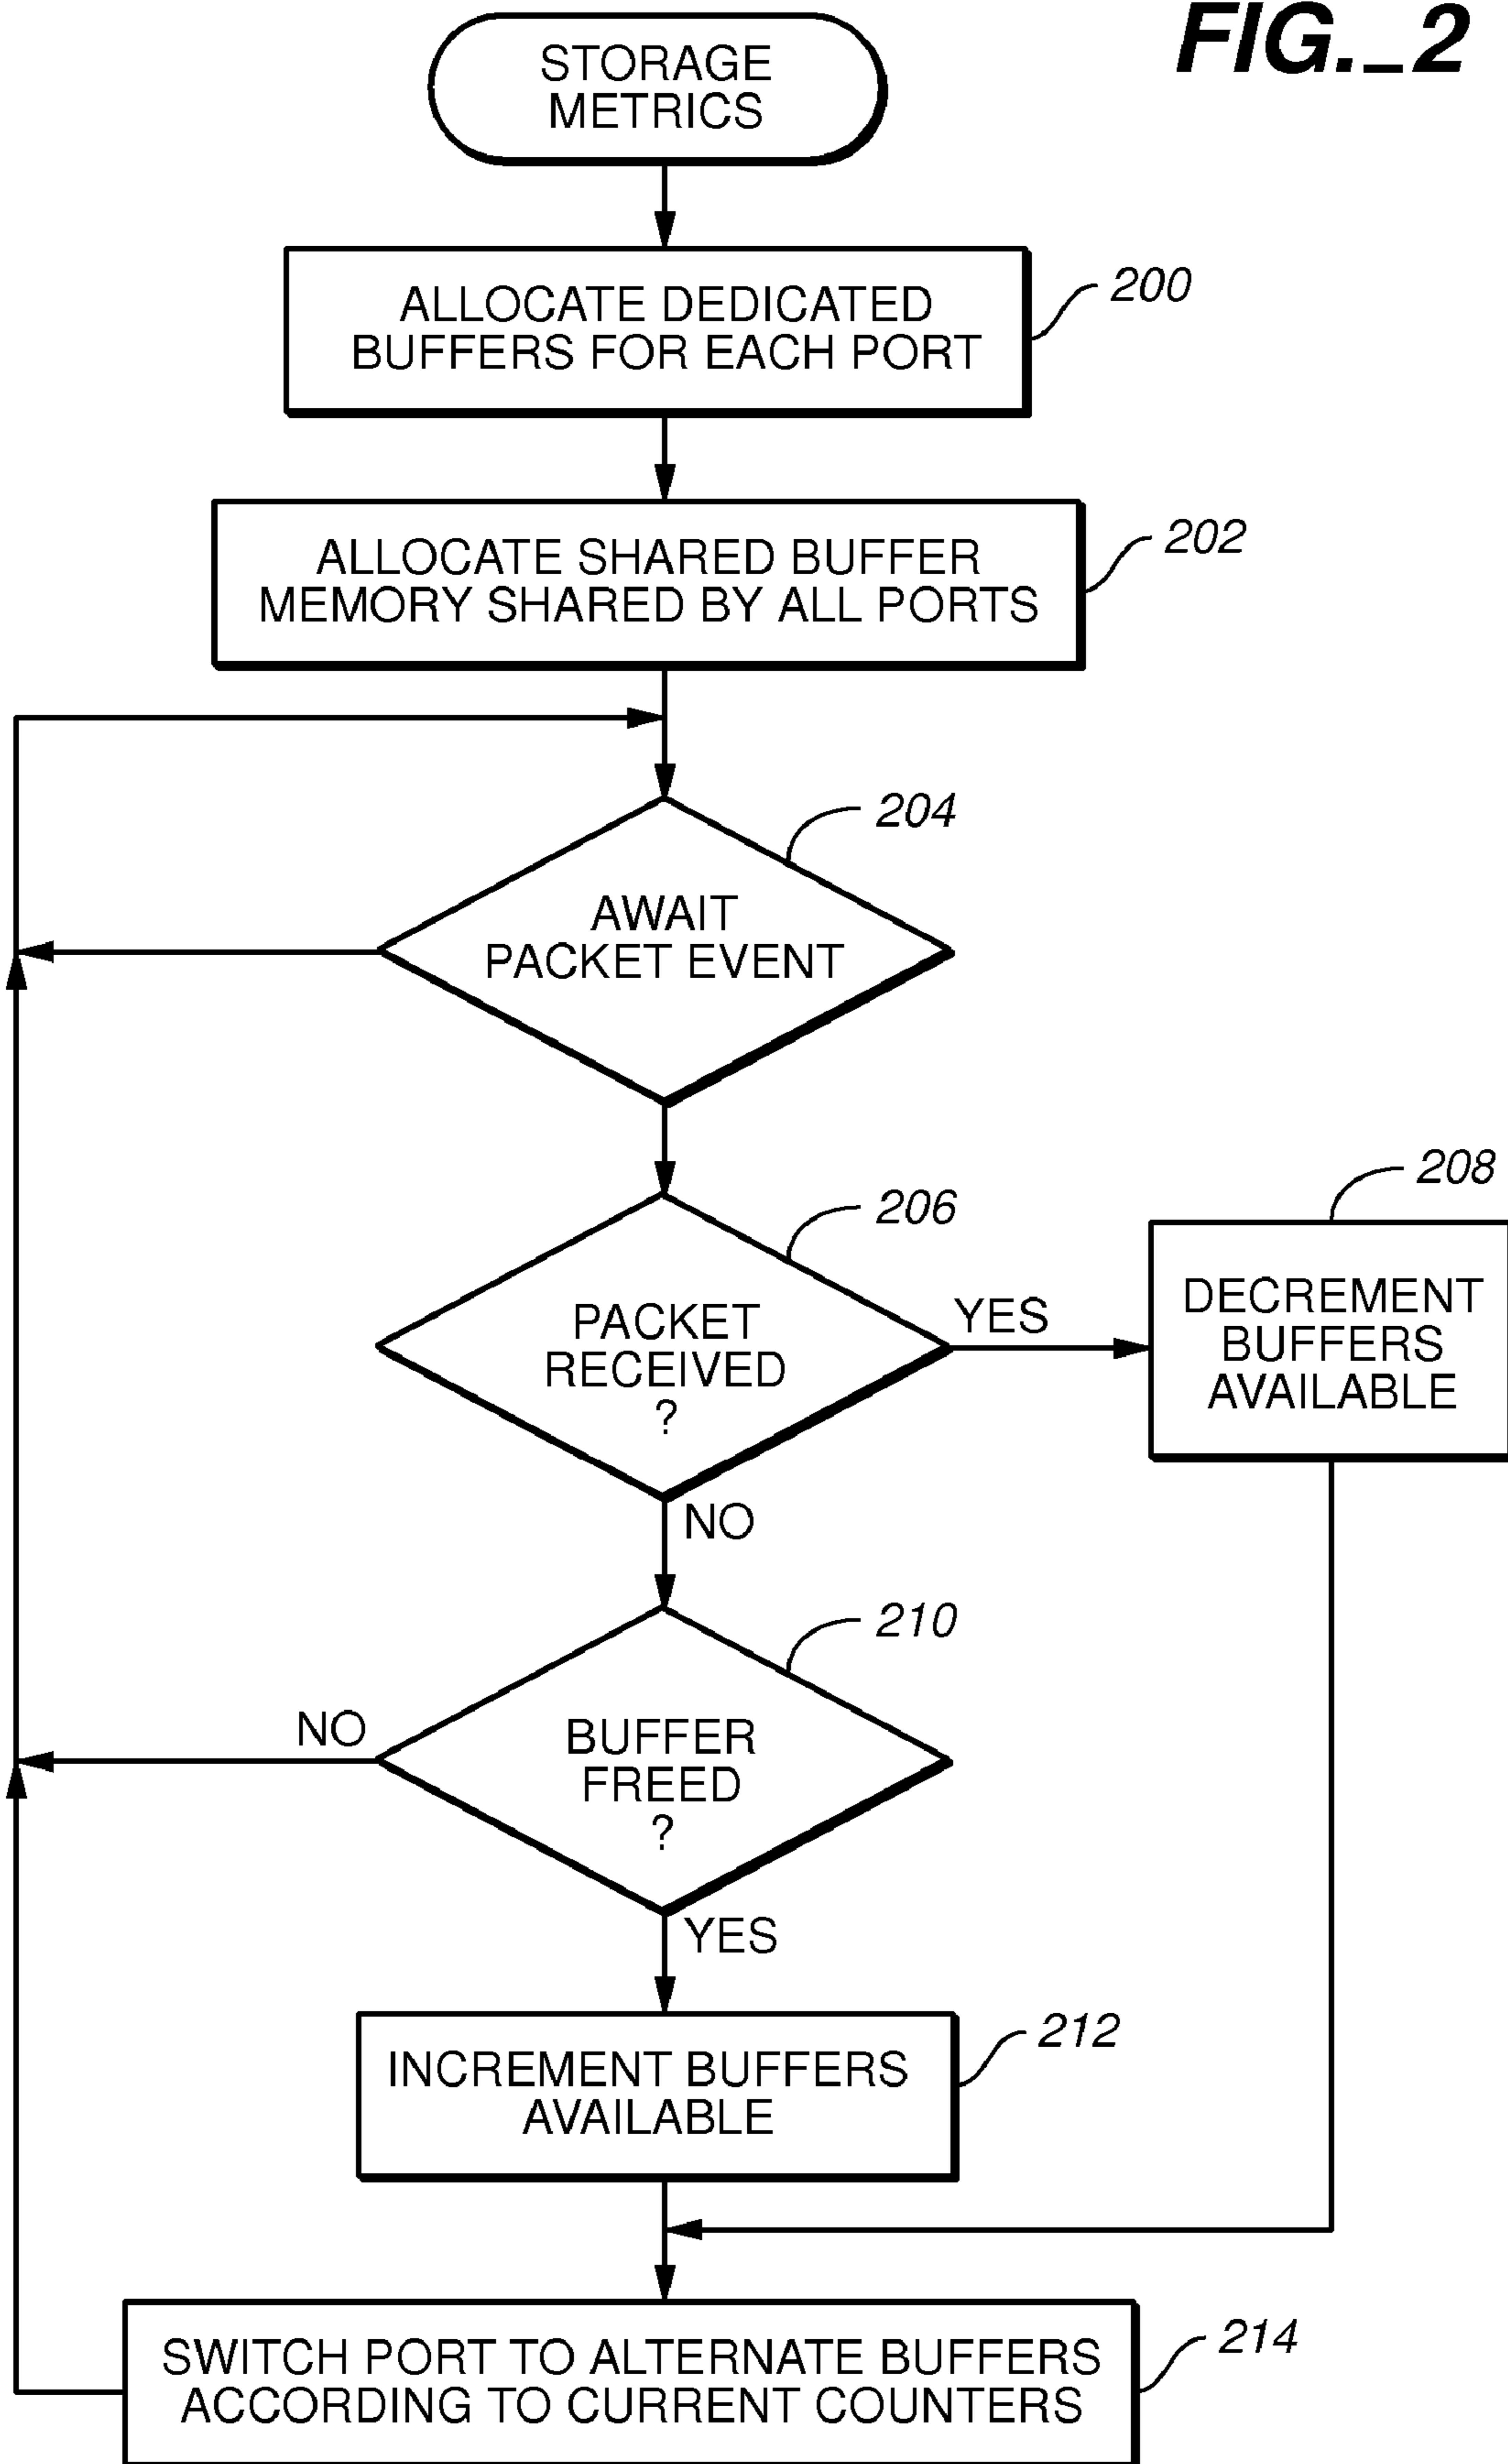 FIG._2
STORAGE
METRICS
200
ALLOCATE DEDICATED
BUFFERS FOR EACH PORT
202
ALLOCATE SHARED BUFFER
MEMORY SHARED BY ALL PORTS
204
AWAIT
PACKET EVENT
206
PACKET
RECEIVED
?
YES
208
DECREMENT
BUFFERS
AVAILABLE
NO
210
BUFFER
FREED
?
NO
YES
212
INCREMENT BUFFERS
AVAILABLE
214
SWITCH PORT TO ALTERNATE BUFFERS
ACCORDING TO CURRENT COUNTERS